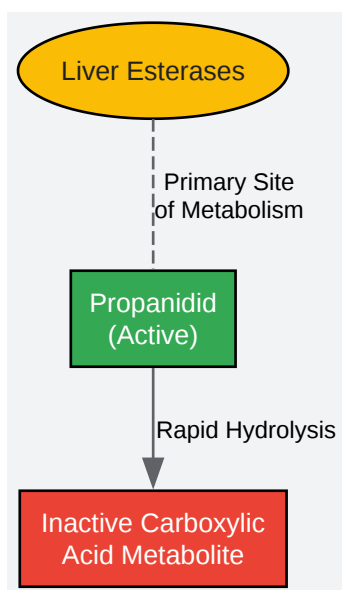 Liver Esterases
Primary Site
of Metabolism
Propanidid
(Active)
Rapid Hydrolysis
Inactive Carboxylic
Acid Metabolite